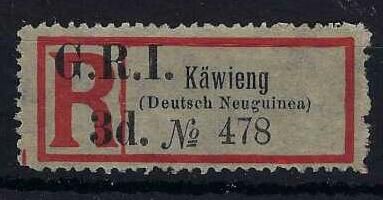 G.R.I.
Käwieng
(Deutsch Neuguinea)
R
3d. № 478